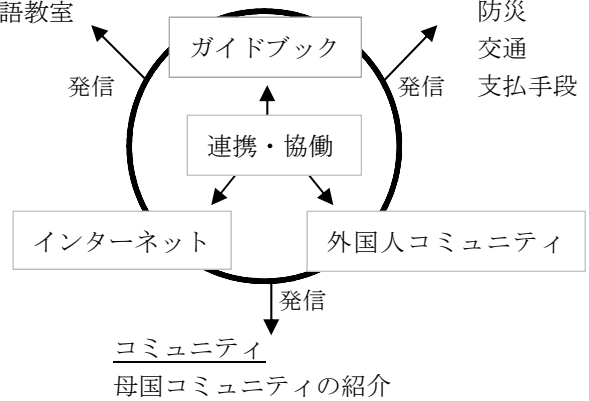 語教室
防災
交通
支払手段
ガイドブック
発信
発信
連携・協働
インターネット
外国人コミュニティ
発信
コミュニティ
母国コミュニティの紹介